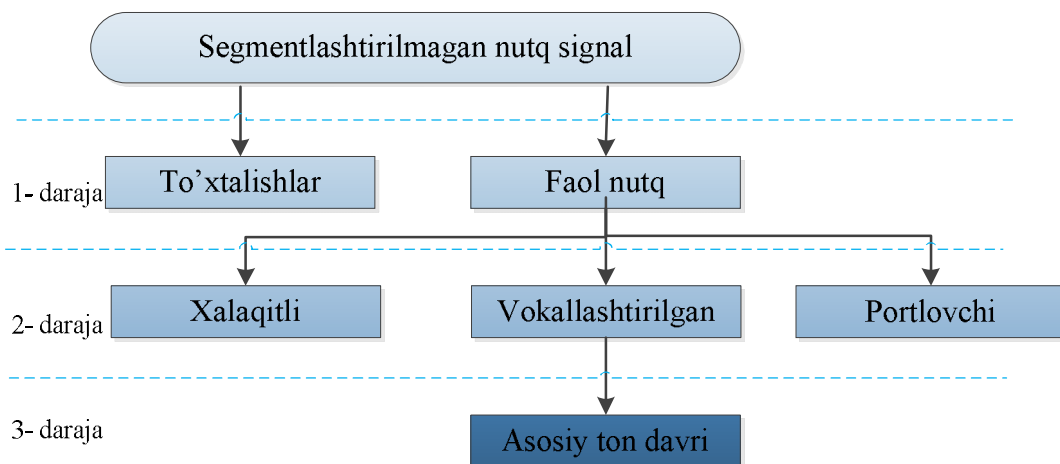 Segmentlashtirilmagan nutq signal
1- daraja
To’xtalishlar
Faol nutq
2- daraja
Xalaqitli
Vokallashtirilgan
Portlovchi
3- daraja
Asosiy ton davri